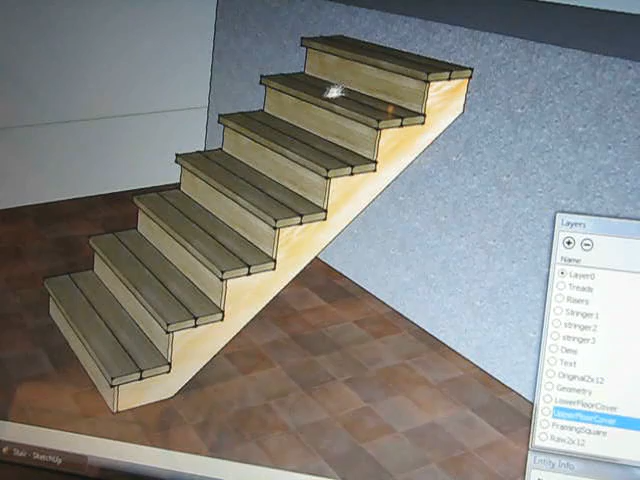 Layers
Name
Layer0
Treads
Risers
Stringer1
stringer2
stringer3
Dims
Text
Original2x12
Geometry
LowerFloorCover
UpperFloorCover
FramingSquare
Raw2x12
Entity Info
Stair - SketchUp